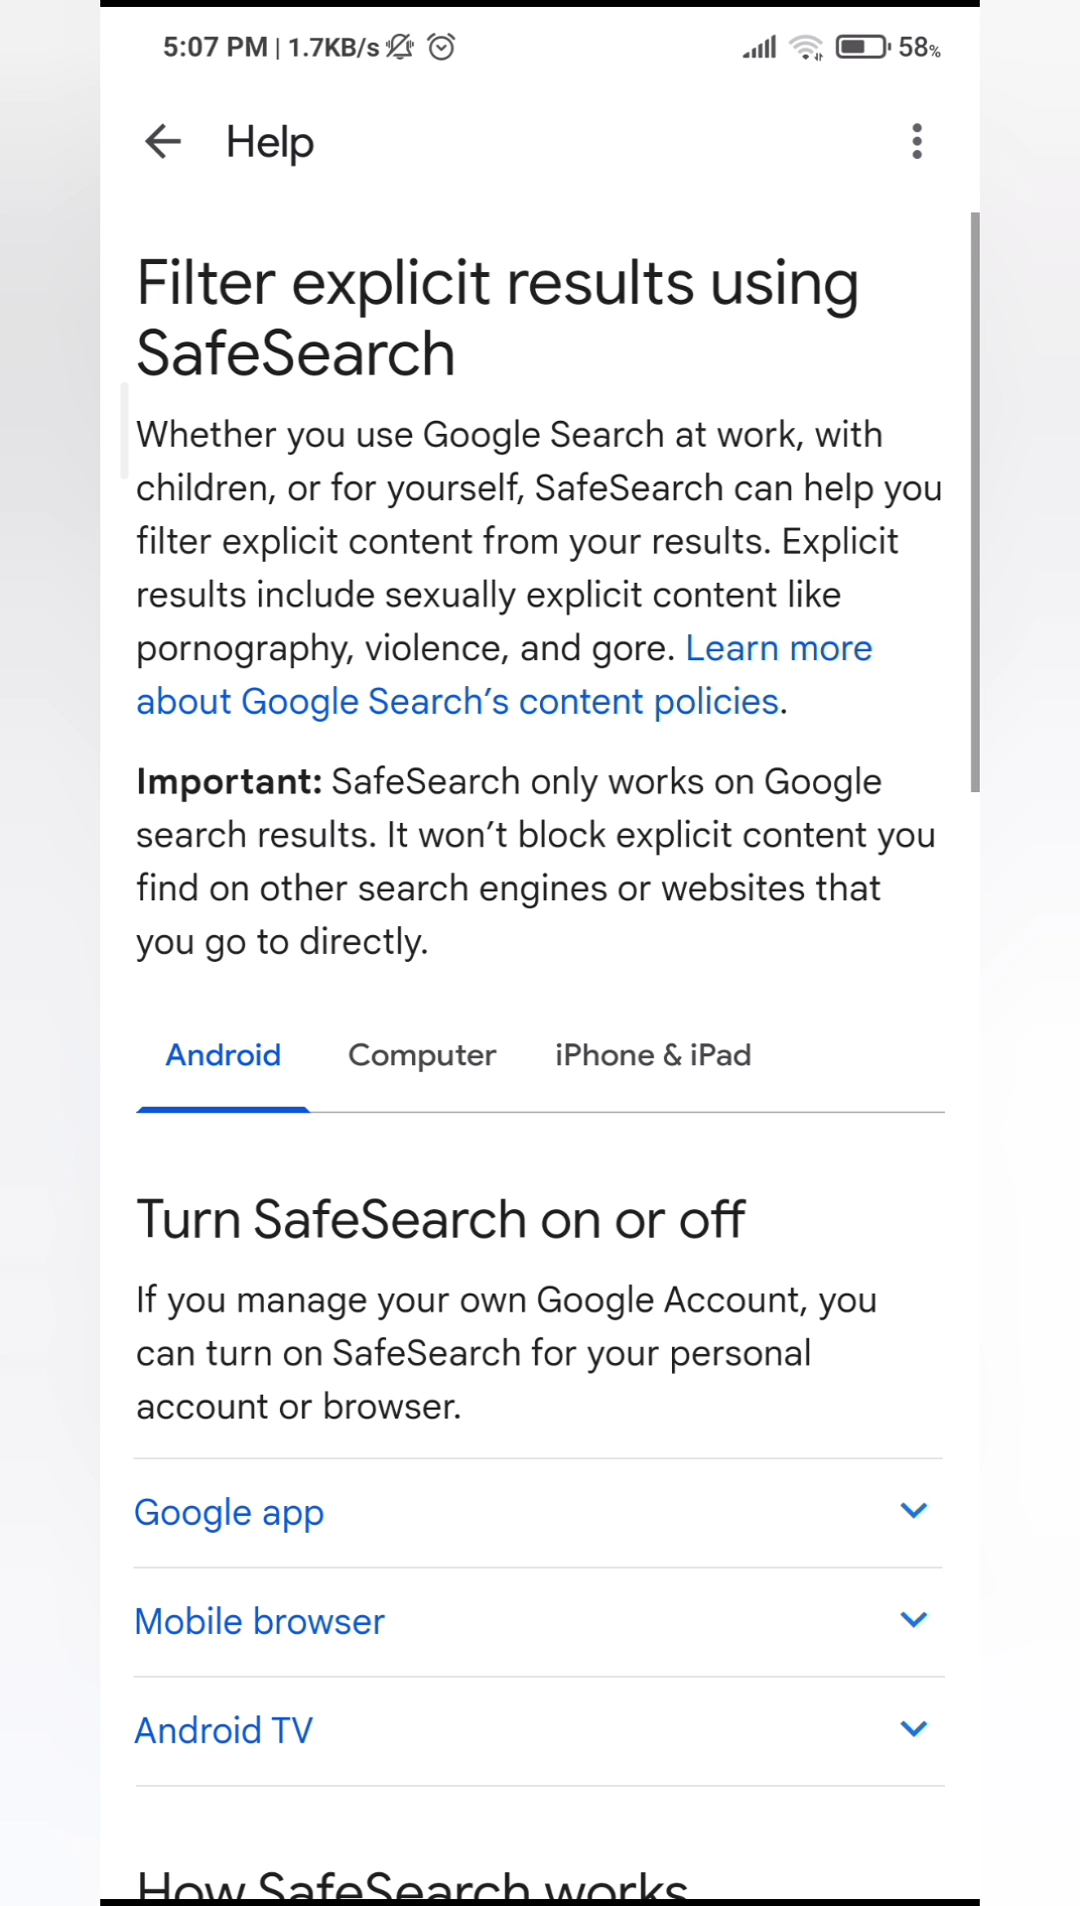 5:07 PM | 1.7KB/s 58%
Help
Filter explicit results using
SafeSearch
Whether you use Google Search at work, with
children, or for yourself, SafeSearch can help you
filter explicit content from your results. Explicit
results include sexually explicit content like
pornography, violence, and gore. Learn more
about Google Search’s content policies.
Important: SafeSearch only works on Google
search results. It won’t block explicit content you
find on other search engines or websites that
you go to directly.
Android Computer iPhone & iPad
Turn SafeSearch on or off
If you manage your own Google Account, you
can turn on SafeSearch for your personal
account or browser.
Google app
Mobile browser
Android TV
How SafeSearch works